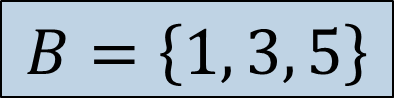 B = {1, 3, 5}